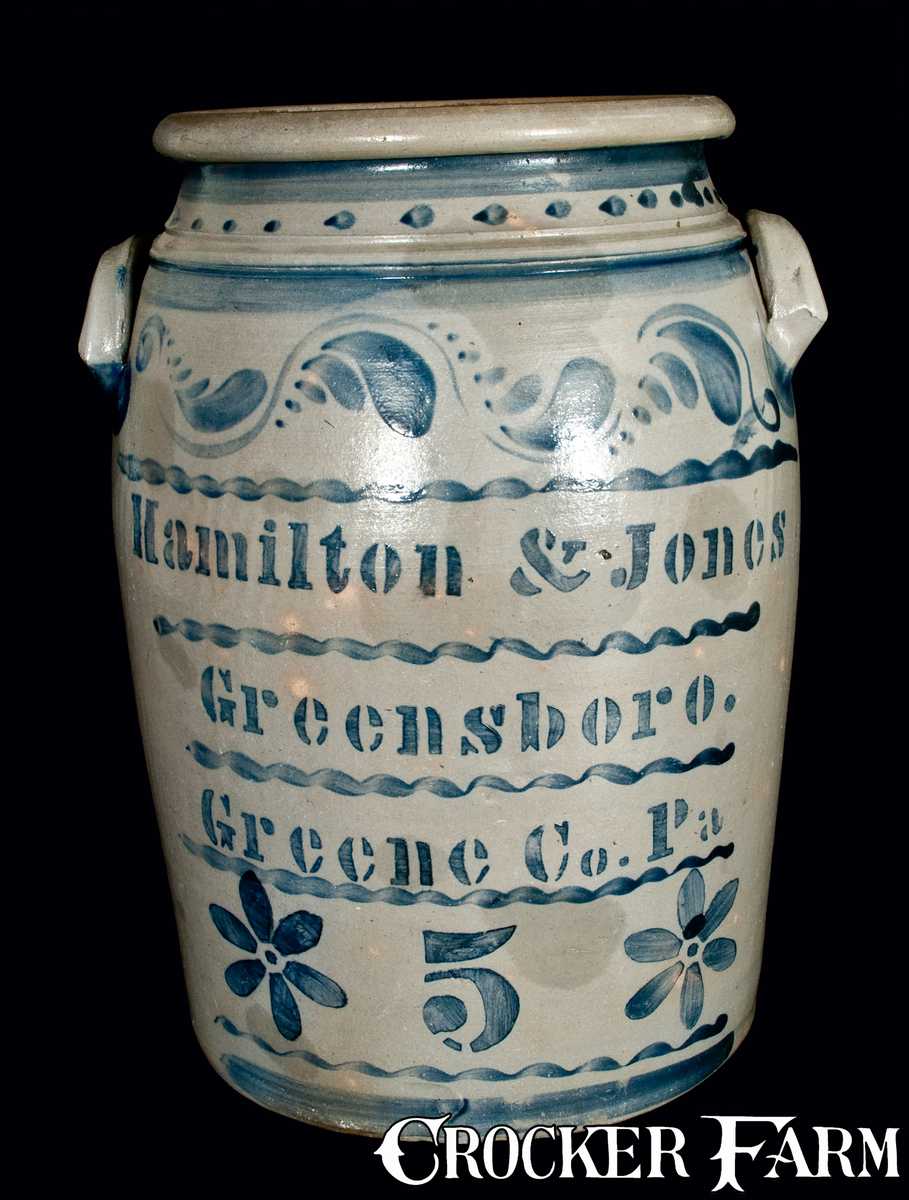 Hamilton & Jones
Greensboro.
Greene Co. Pa
5
CROCKER FARM